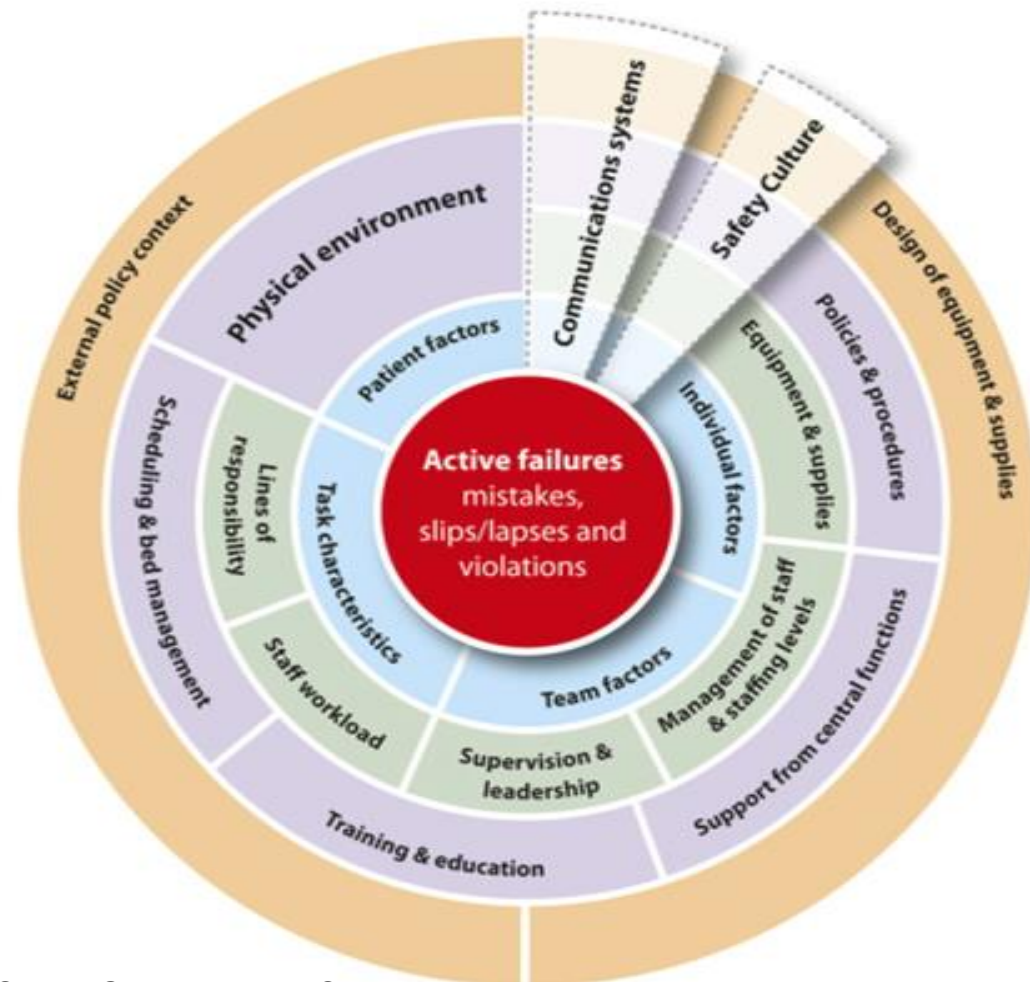 Communications systems
Safety Culture
External policy context
Design of equipment & supplies
Physical environment
Policies & procedures
Scheduling & bed management
Support from central functions
Training & education
Equipment & supplies
Lines of
responsibility
Management of staff
& staffing levels
Staff workload
Supervision &
leadership
Patient factors
Individual factors
Task characteristics
Team factors
Active failures
mistakes,
slips/lapses and
violations